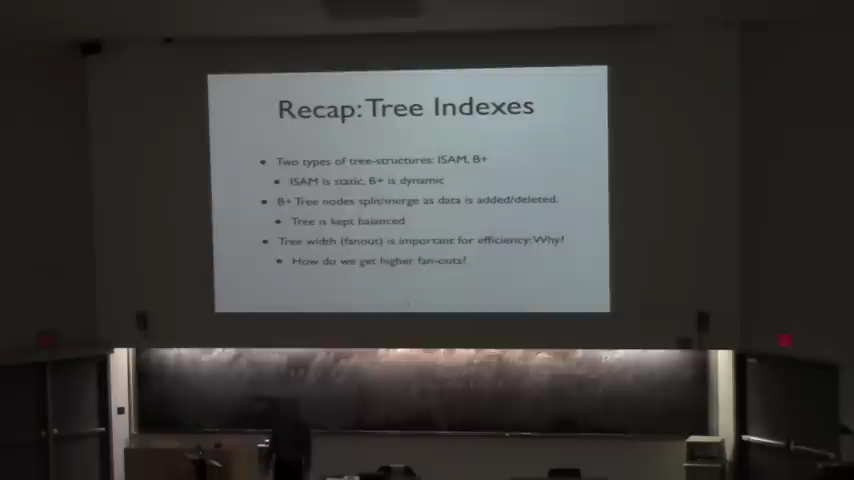 Recap: Tree Indexes
• Two types of tree-structures: ISAM, B+
• ISAM is static, B+ is dynamic
• B+ Tree nodes split/merge as data is added/deleted.
• Tree is kept balanced
• Tree width (fanout) is important for efficiency: Why?
• How do we get higher fan-outs?